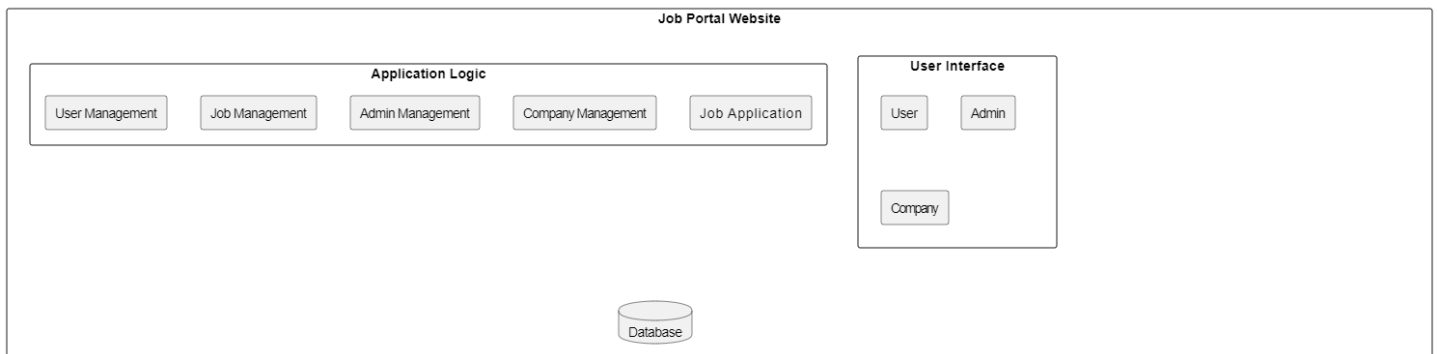 Job Portal Website
Application Logic
User Management
Job Management
Admin Management
Company Management
Job Application
User Interface
User
Admin
Company
Database